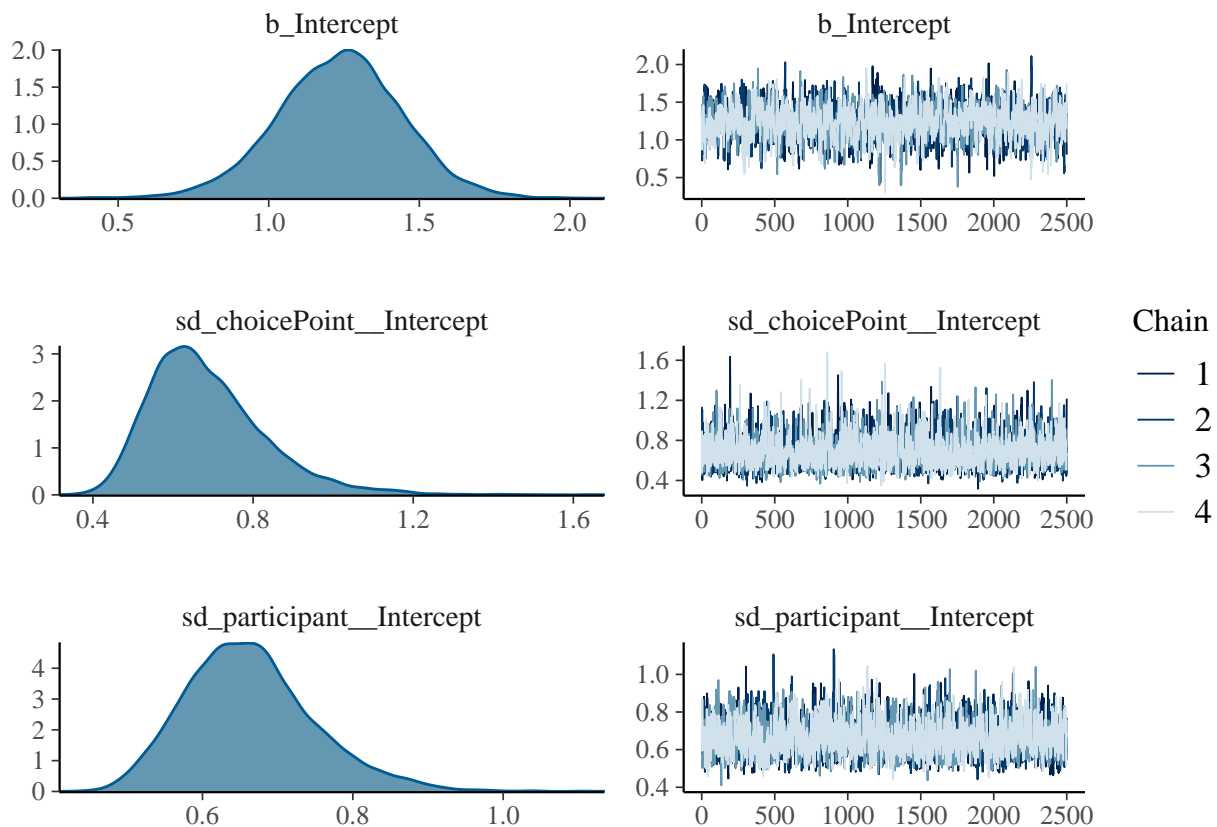 b_Intercept
2.0
1.5
1.0
0.5
0.0
0.5 1.0 1.5 2.0
b_Intercept
2.0
1.5
1.0
0.5
0 500 1000 1500 2000 2500
sd_choicePoint__Intercept
3
2
1
0
0.4 0.8 1.2 1.6
sd_choicePoint__Intercept
1.6
1.2
0.8
0.4
0 500 1000 1500 2000 2500
sd_participant__Intercept
4
3
2
1
0
0.6 0.8 1.0
sd_participant__Intercept
1.0
0.8
0.6
0.4
0 500 1000 1500 2000 2500
Chain
1
2
3
4